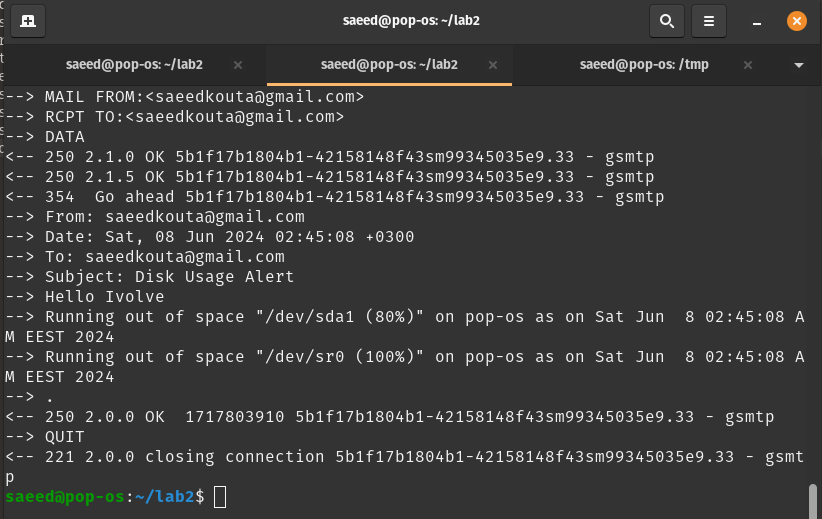 saeed@pop-os: ~/lab2
saeed@pop-os: ~/lab2
saeed@pop-os: ~/lab2
saeed@pop-os: /tmp
--> MAIL FROM:<saeedkouta@gmail.com>
--> RCPT TO:<saeedkouta@gmail.com>
--> DATA
<-- 250 2.1.0 OK 5b1f17b1804b1-42158148f43sm99345035e9.33 - gsmtp
<-- 250 2.1.5 OK 5b1f17b1804b1-42158148f43sm99345035e9.33 - gsmtp
<-- 354  Go ahead 5b1f17b1804b1-42158148f43sm99345035e9.33 - gsmtp
--> From: saeedkouta@gmail.com
--> Date: Sat, 08 Jun 2024 02:45:08 +0300
--> To: saeedkouta@gmail.com
--> Subject: Disk Usage Alert
--> Hello Ivolve
--> Running out of space "/dev/sda1 (80%)" on pop-os as on Sat Jun  8 02:45:08 A
M EEST 2024
--> Running out of space "/dev/sr0 (100%)" on pop-os as on Sat Jun  8 02:45:08 A
M EEST 2024
--> .
<-- 250 2.0.0 OK  1717803910 5b1f17b1804b1-42158148f43sm99345035e9.33 - gsmtp
--> QUIT
<-- 221 2.0.0 closing connection 5b1f17b1804b1-42158148f43sm99345035e9.33 - gsmt
p
saeed@pop-os:~/lab2$